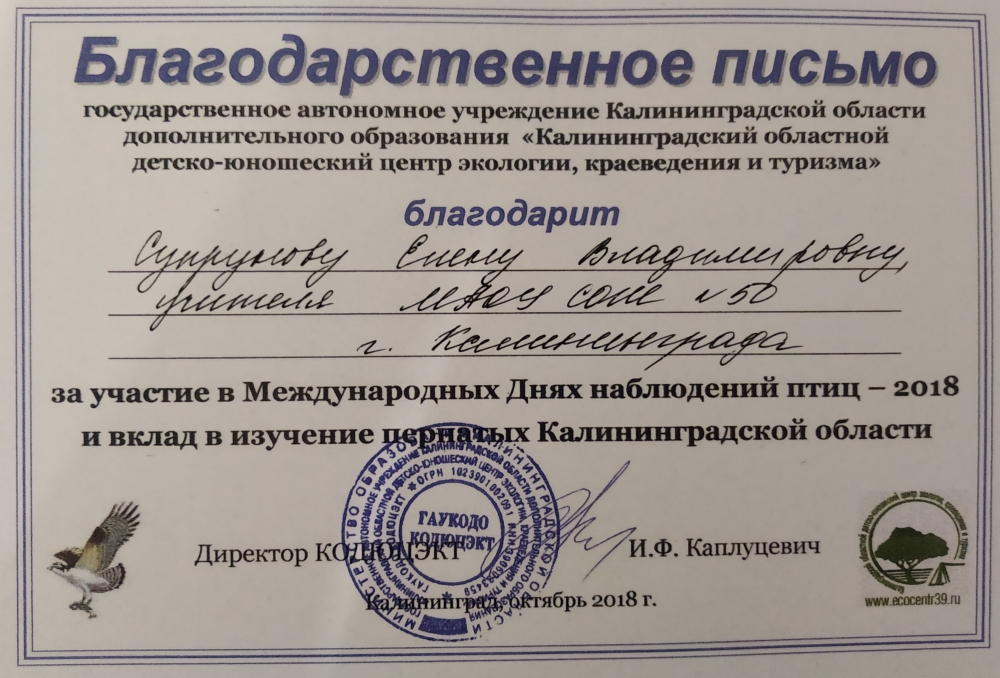 Благодарственное письмо
государственное автономное учреждение Калининградской области
дополнительного образования «Калининградский областной
детско-юношеский центр экологии, краеведения и туризма»
благодарит
Супрунову Елену Владимировну,
учителя МАОУ СОШ №50
г. Калининграда
за участие в Международных Днях наблюдений птиц – 2018
и вклад в изучение пернатых Калининградской области
ГАУКОДО
КОДЮЦЭКТ
Директор КОДЮЦЭКТ И.Ф. Каплуцевич
Калининград, октябрь 2018 г.
www.ecocentr39.ru